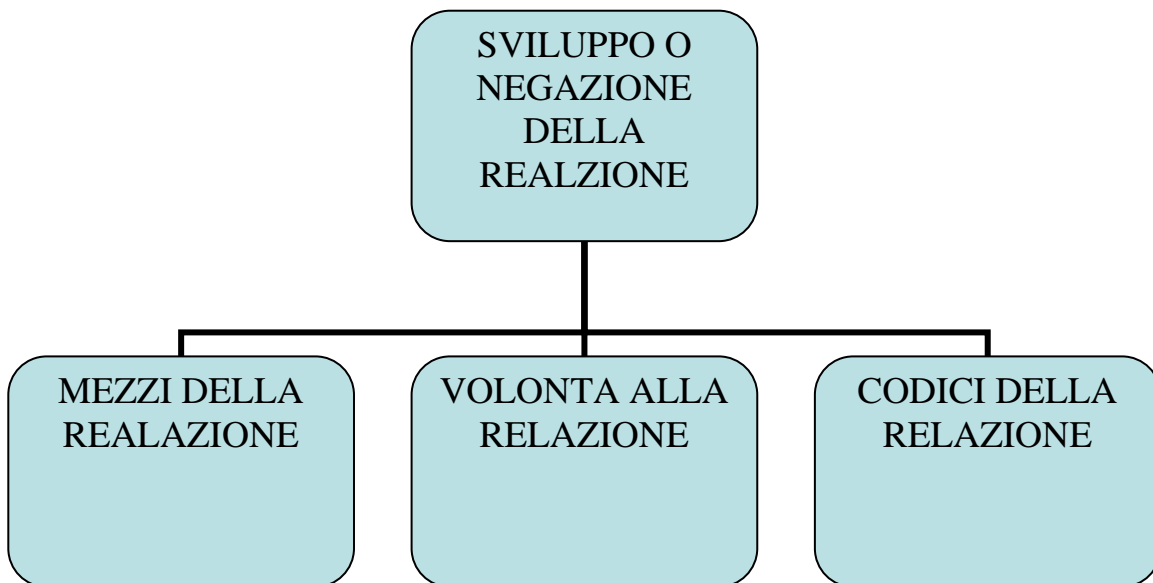 SVILUPPO O
NEGAZIONE
DELLA
REALZIONE
MEZZI DELLA
REALAZIONE
VOLONTA ALLA
RELAZIONE
CODICI DELLA
RELAZIONE